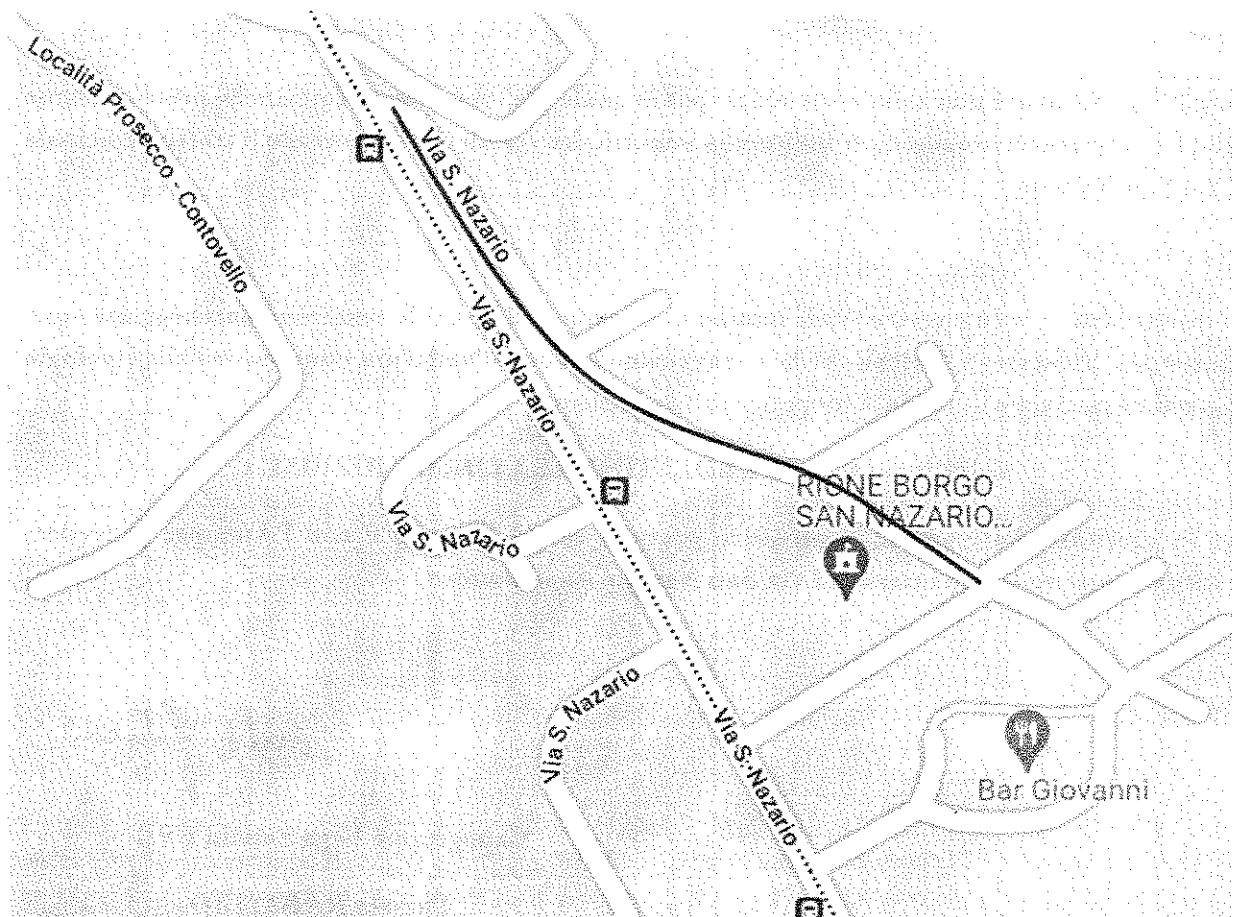 Località Prosecco - Contovello
Via S. Nazario
Via S. Nazario
Via S. Nazario
RIONE BORGO
SAN NAZARIO...
Via S. Nazario
Via S. Nazario
Bar Giovanni